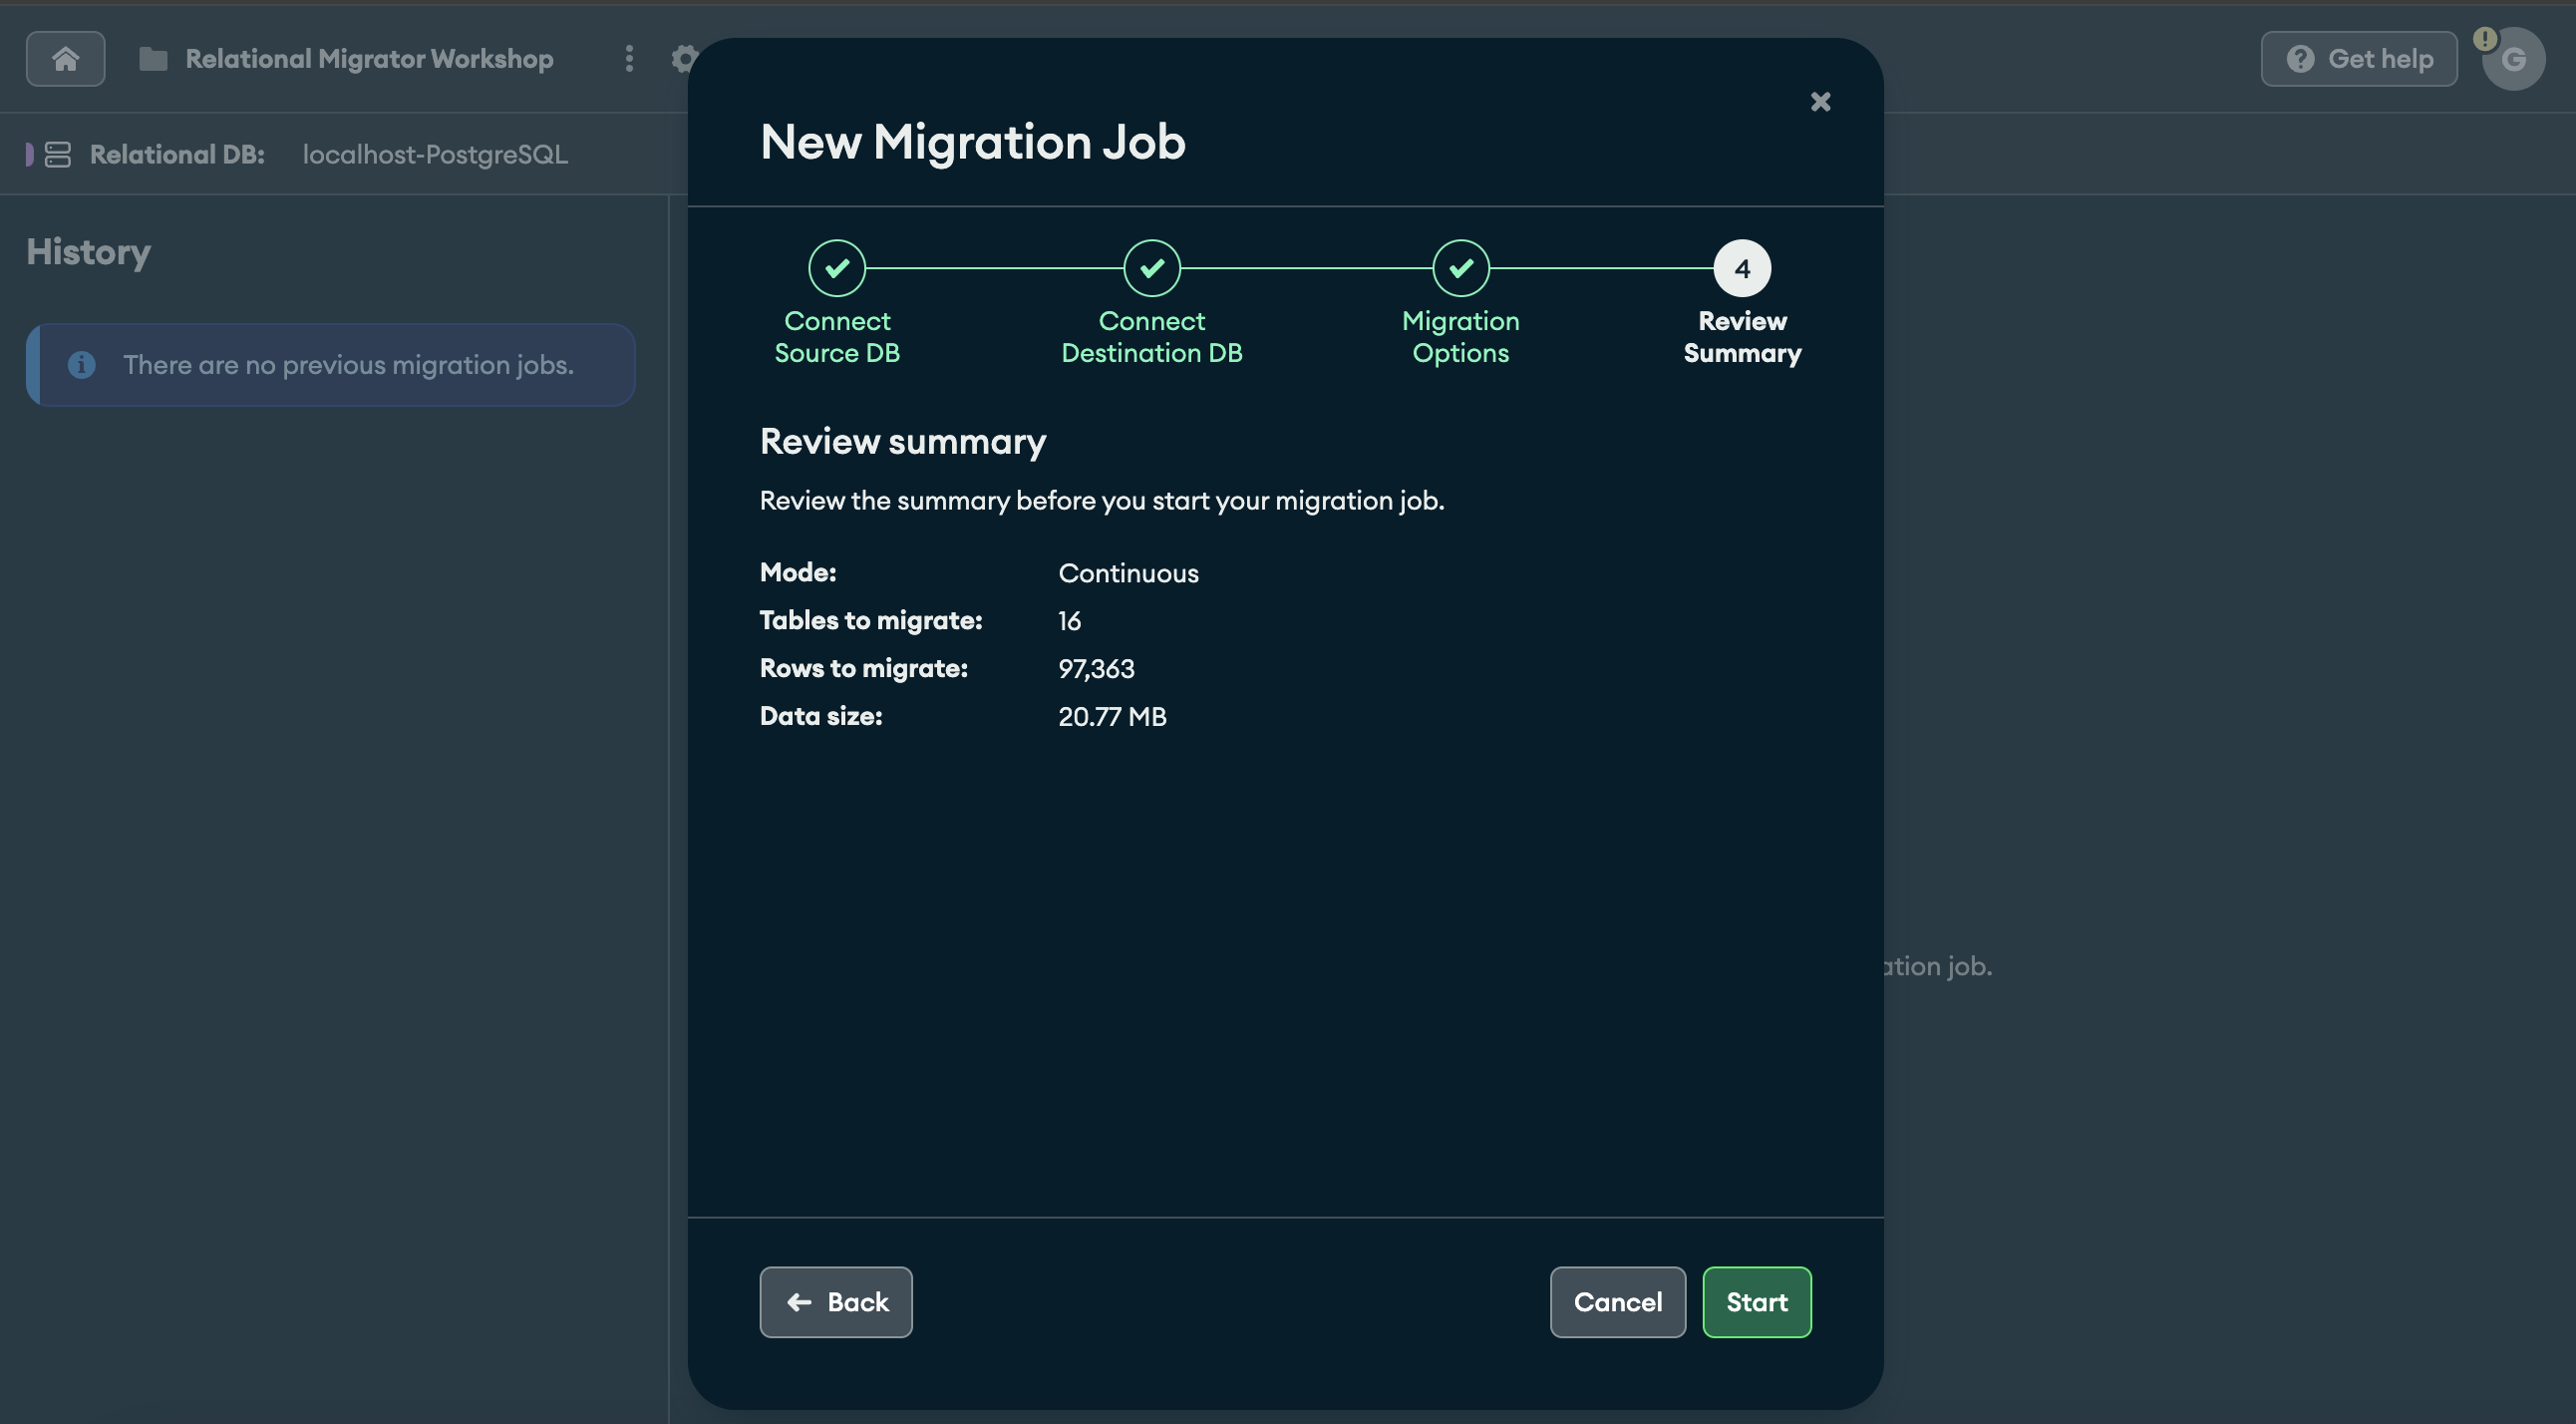 Relational Migrator Workshop
Get help
G
Relational DB: localhost-PostgreSQL
History
There are no previous migration jobs.
New Migration Job
4
Connect
Source DB
Connect
Destination DB
Migration
Options
Review
Summary
Review summary
Review the summary before you start your migration job.
Mode: Continuous
Tables to migrate: 16
Rows to migrate: 97,363
Data size: 20.77 MB
ation job.
Back
Cancel
Start